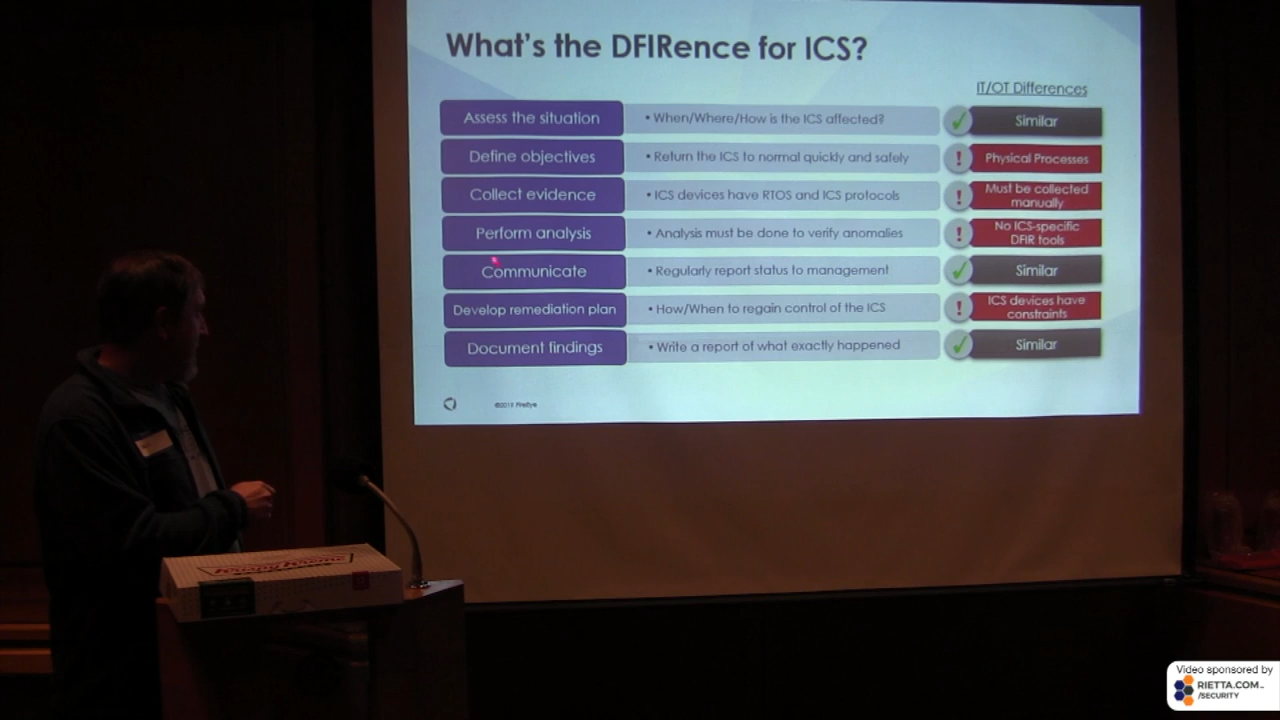 What's the DFIRence for ICS?
IT/OT Differences
Assess the situation
• When/Where/How is the ICS affected?
✓
Similar
Define objectives
• Return the ICS to normal quickly and safely
!
Physical Processes
Collect evidence
• ICS devices have RTOS and ICS protocols
!
Must be collected
manually
Perform analysis
• Analysis must be done to verify anomalies
!
No ICS-specific
DFIR tools
Communicate
• Regularly report status to management
✓
Similar
Develop remediation plan
• How/When to regain control of the ICS
!
ICS devices have
constraints
Document findings
• Write a report of what exactly happened
✓
Similar
©2019 FireEye
Krispy Kreme
Video sponsored by
RIETTA.COM
/SECURITY